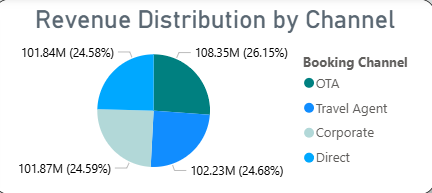 Revenue Distribution by Channel
101.84M (24.58%)
108.35M (26.15%)
Booking Channel
OTA
Travel Agent
Corporate
Direct
101.87M (24.59%)
102.23M (24.68%)